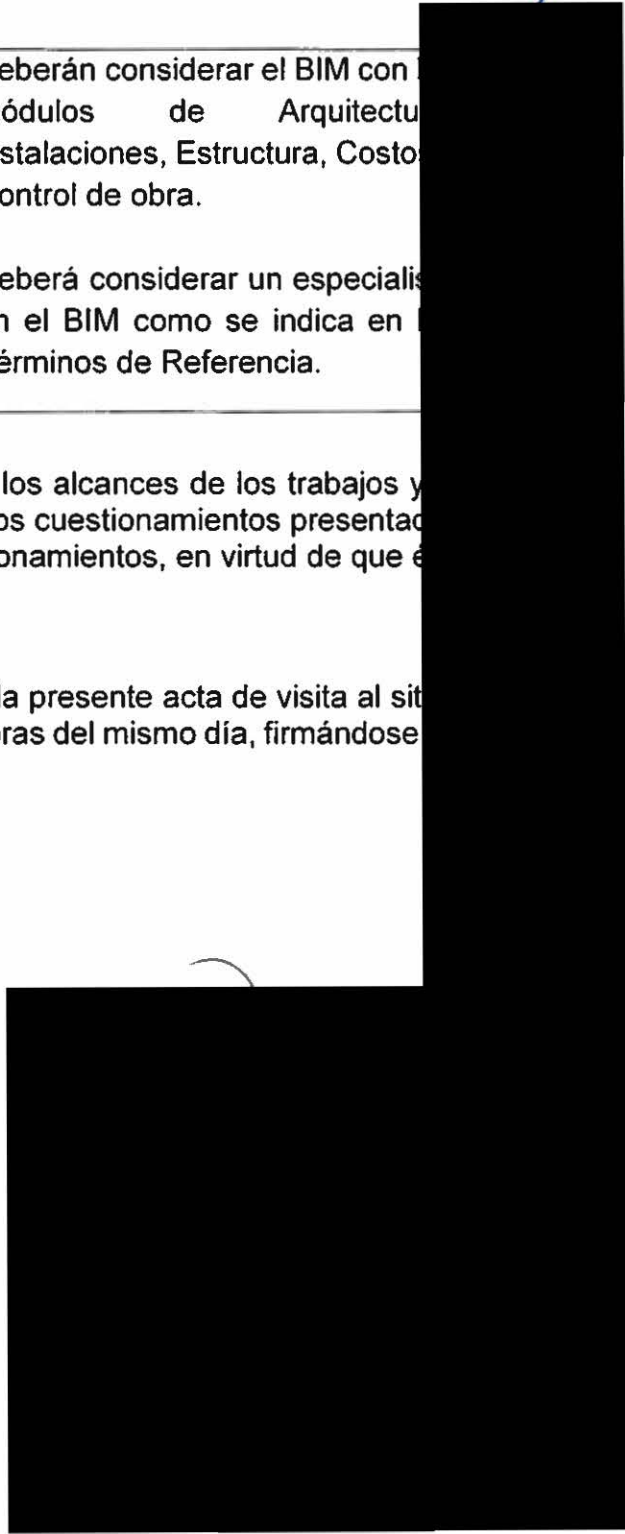 eberán considerar el BIM con
ódulos de Arquitectu
stalaciones, Estructura, Costo
ontrol de obra.
eberá considerar un especialis
n el BIM como se indica en
érminos de Referencia.
los alcances de los trabajos y
os cuestionamientos presentad
onamientos, en virtud de que é
la presente acta de visita al sit
ras del mismo día, firmándose